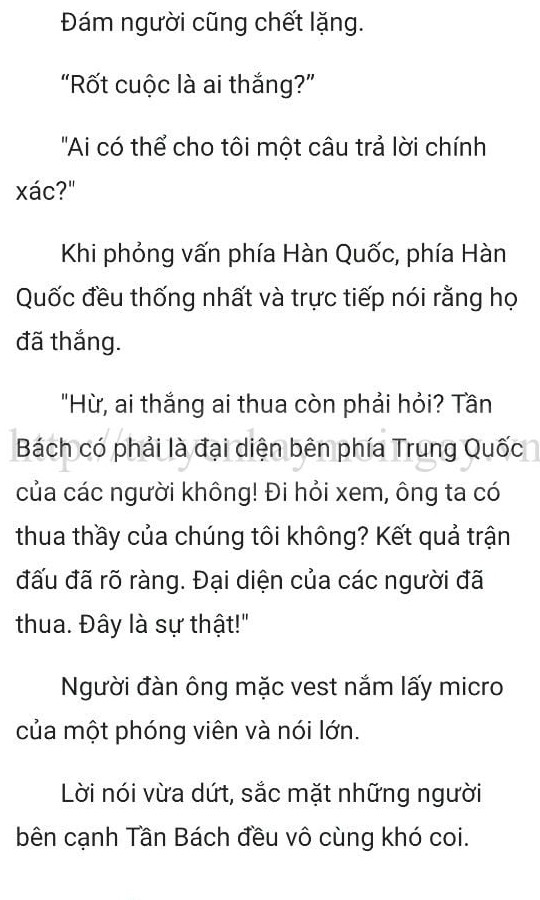 Đám người cũng chết lặng.
“Rốt cuộc là ai thắng?”
"Ai có thể cho tôi một câu trả lời chính
xác?"
Khi phỏng vấn phía Hàn Quốc, phía Hàn
Quốc đều thống nhất và trực tiếp nói rằng họ
đã thắng.
"Hừ, ai thắng ai thua còn phải hỏi? Tần
Bách có phải là đại diện bên phía Trung Quốc
http://truyenhaymoingay.vn
của các người không! Đi hỏi xem, ông ta có
thua thầy của chúng tôi không? Kết quả trận
đấu đã rõ ràng. Đại diện của các người đã
thua. Đây là sự thật!"
Người đàn ông mặc vest nắm lấy micro
của một phóng viên và nói lớn.
Lời nói vừa dứt, sắc mặt những người
bên cạnh Tần Bách đều vô cùng khó coi.